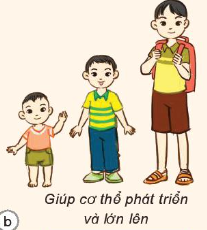 Giúp cơ thể phát triển
và lớn lên
b